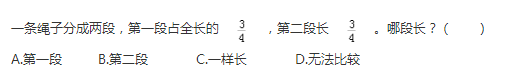 一条绳子分成两段，第一段占全长的 3/4 ，第二段长 3/4 。哪段长？（ ）
A.第一段 B.第二段 C.一样长 D.无法比较